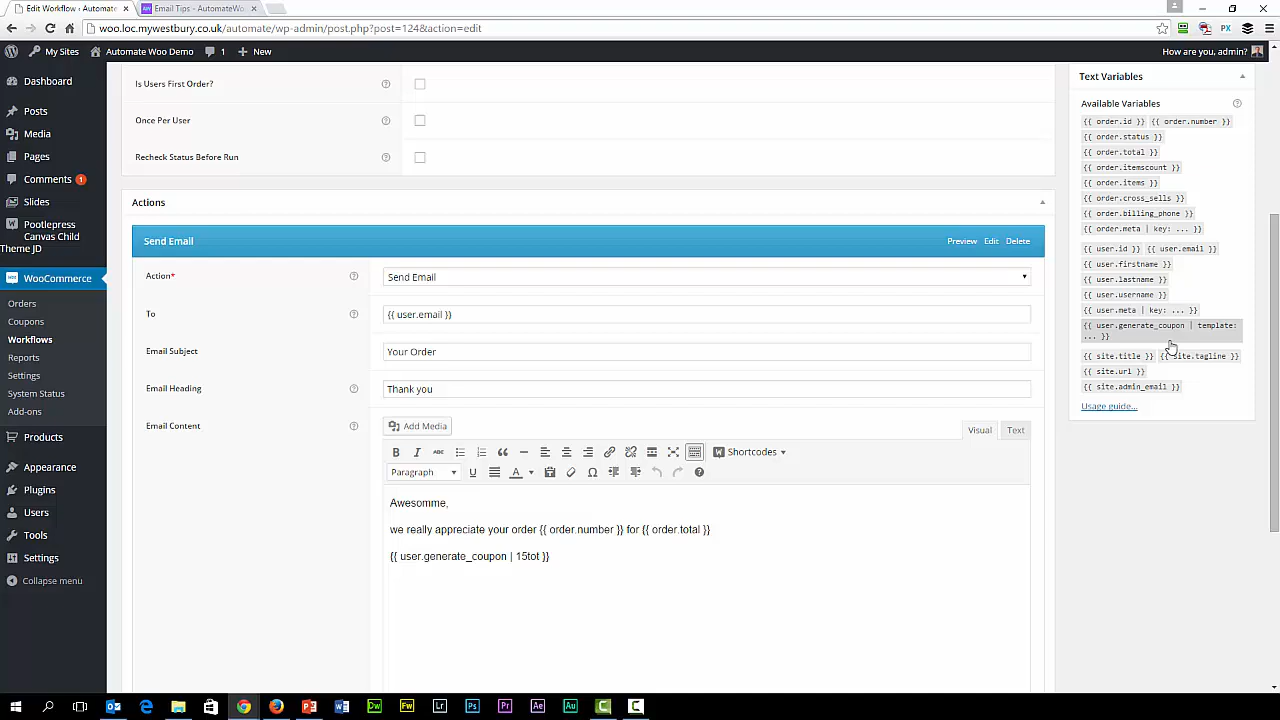 Edit Workflow ‹ Automate
Email Tips - AutomateWo
woo.loc.mywestbury.co.uk/automate/wp-admin/post.php?post=124&action=edit
My Sites
Automate Woo Demo
1
New
How are you, admin?
Dashboard
Posts
Media
Pages
Comments 1
Slides
Pootlepress
Canvas Child
Theme JD
WooCommerce
Orders
Coupons
Workflows
Reports
Settings
System Status
Add-ons
Products
Appearance
Plugins
Users
Tools
Settings
Collapse menu
Is Users First Order?
Once Per User
Recheck Status Before Run
Actions
Send Email
Preview Edit Delete
Action*
Send Email
To
{{ user.email }}
Email Subject
Your Order
Email Heading
Thank you
Email Content
Add Media
Visual Text
B I ABC
Shortcodes
Paragraph
U A Ω
Awesomme,
we really appreciate your order {{ order.number }} for {{ order.total }}
{{ user.generate_coupon | 15tot }}
Text Variables
Available Variables
{{ order.id }} {{ order.number }}
{{ order.status }}
{{ order.total }}
{{ order.itemscount }}
{{ order.items }}
{{ order.cross_sells }}
{{ order.billing_phone }}
{{ order.meta | key: ... }}
{{ user.id }} {{ user.email }}
{{ user.firstname }}
{{ user.lastname }}
{{ user.username }}
{{ user.meta | key: ... }}
{{ user.generate_coupon | template:
... }}
{{ site.title }} {{ site.tagline }}
{{ site.url }}
{{ site.admin_email }}
Usage guide...